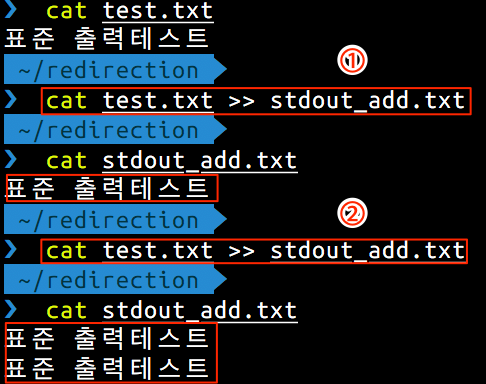 ❯ cat test.txt
표준 출력테스트
~/redirection
①
❯ cat test.txt >> stdout_add.txt
~/redirection
❯ cat stdout_add.txt
표준 출력테스트
~/redirection
②
❯ cat test.txt >> stdout_add.txt
~/redirection
❯ cat stdout_add.txt
표준 출력테스트
표준 출력테스트